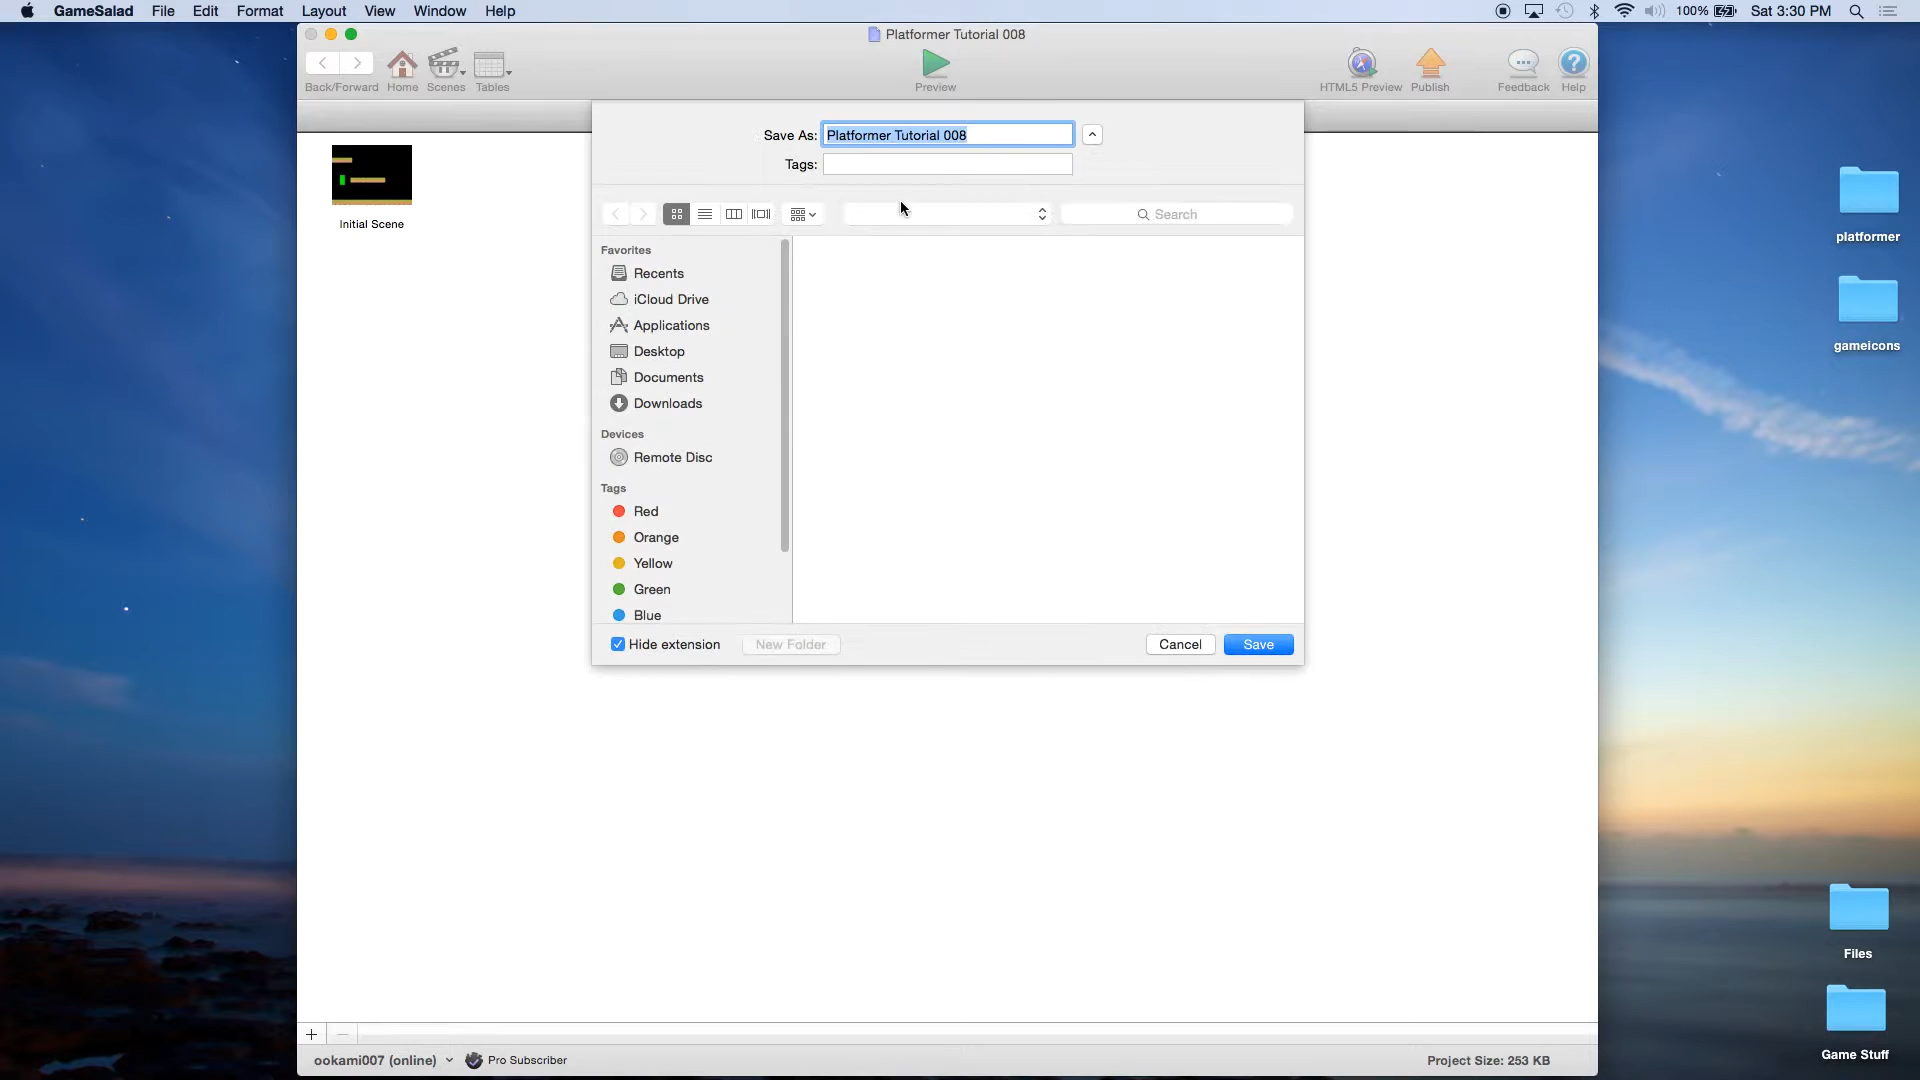 GameSalad File Edit Format Layout View Window Help
100% Sat 3:30 PM
Platformer Tutorial 008
Back/Forward Home Scenes Tables Preview HTML5 Preview Publish Feedback Help
Save As: Platformer Tutorial 008
Tags:
Search
Initial Scene
Favorites
Recents
iCloud Drive
Applications
Desktop
Documents
Downloads
Devices
Remote Disc
Tags
Red
Orange
Yellow
Green
Blue
Hide extension New Folder Cancel Save
platformer
gameicons
Files
Game Stuff
ookami007 (online) Pro Subscriber Project Size: 253 KB